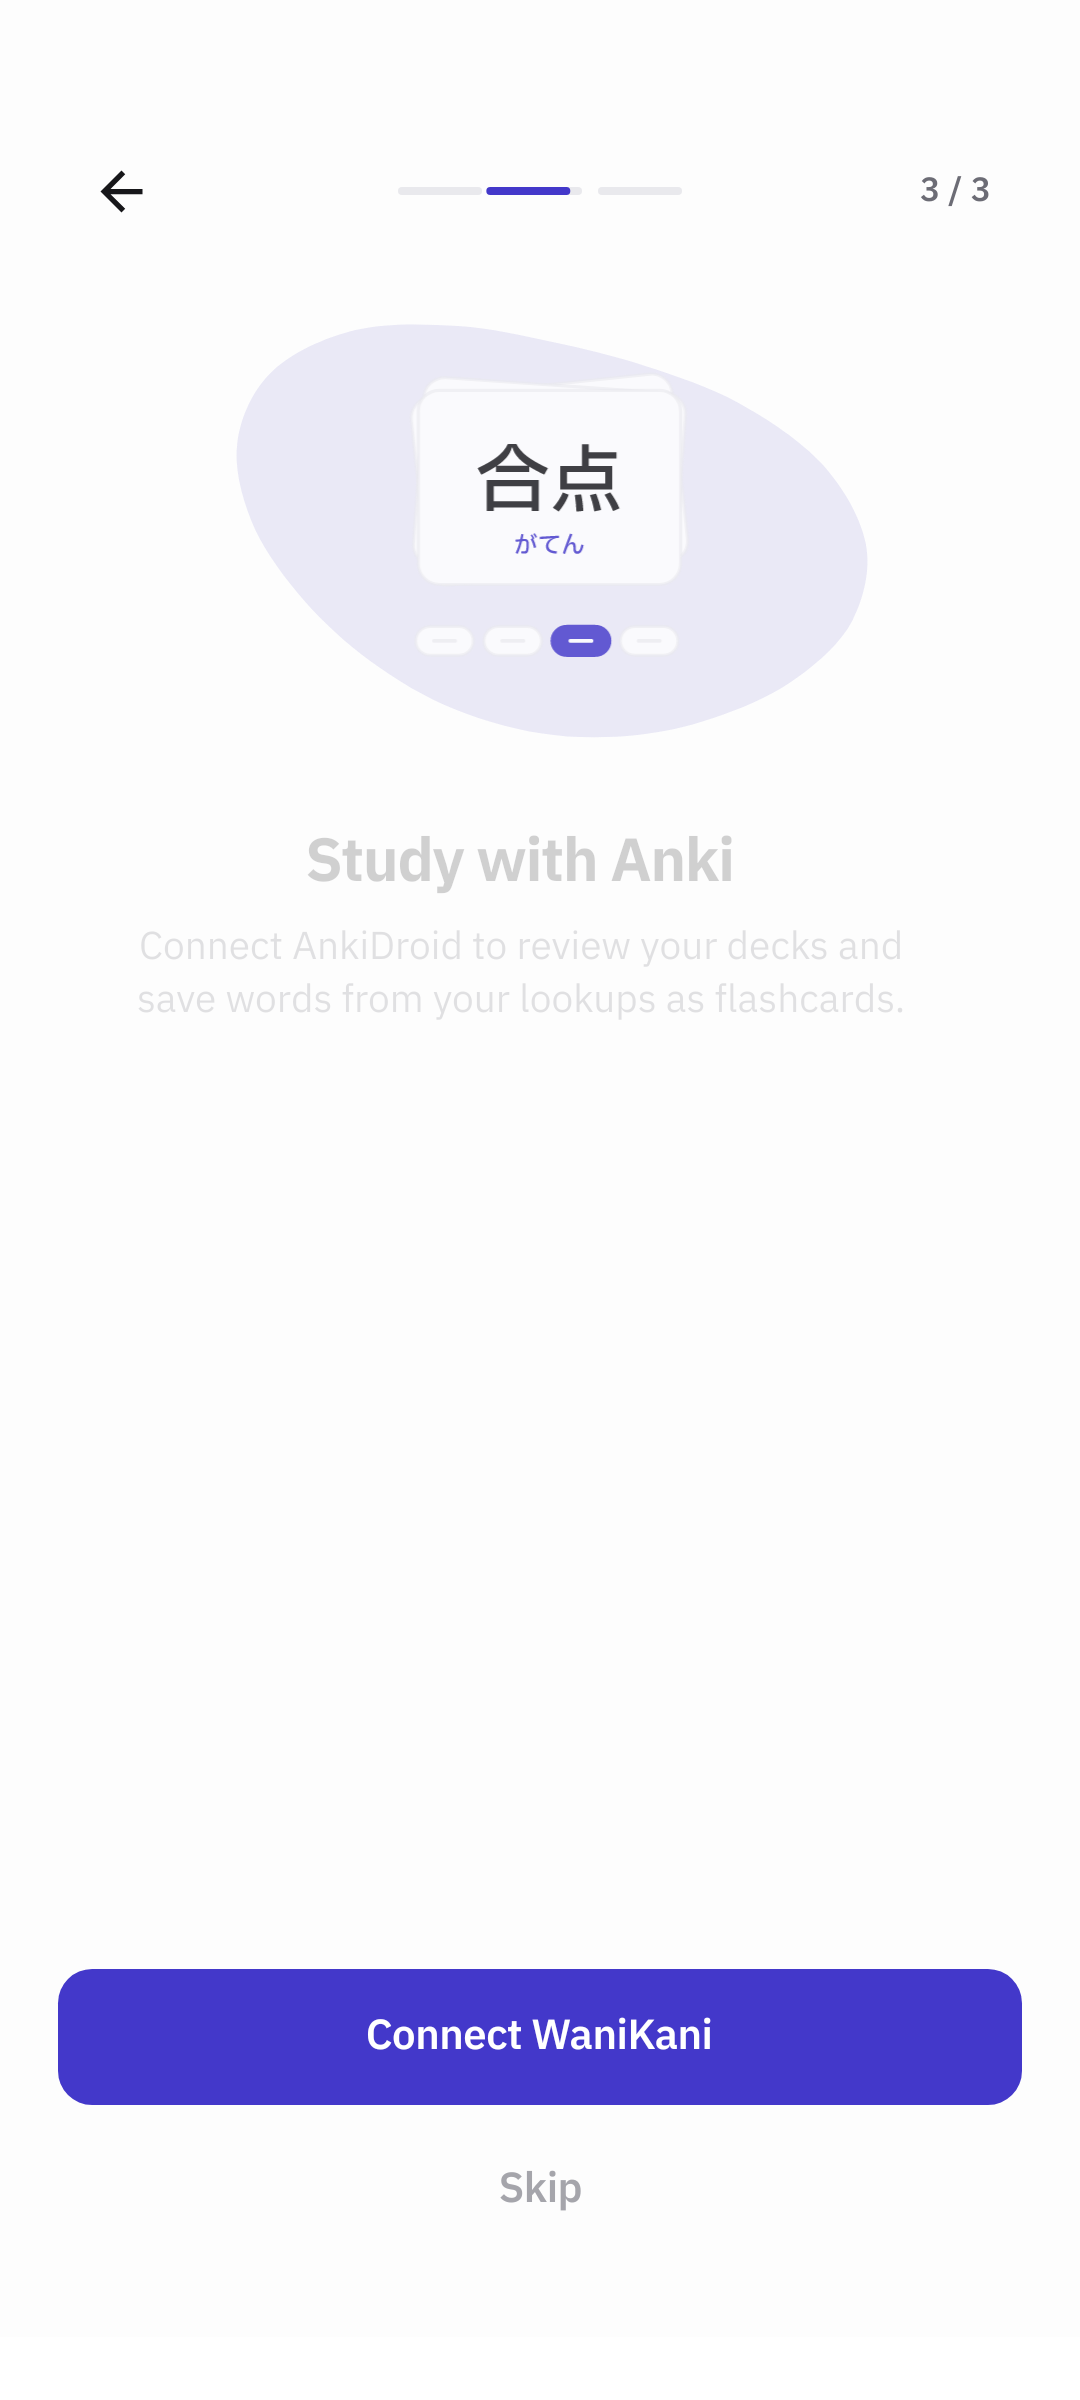 3 / 3
合点
がてん
Study with Anki
Connect AnkiDroid to review your decks and
save words from your lookups as flashcards.
Connect WaniKani
Skip